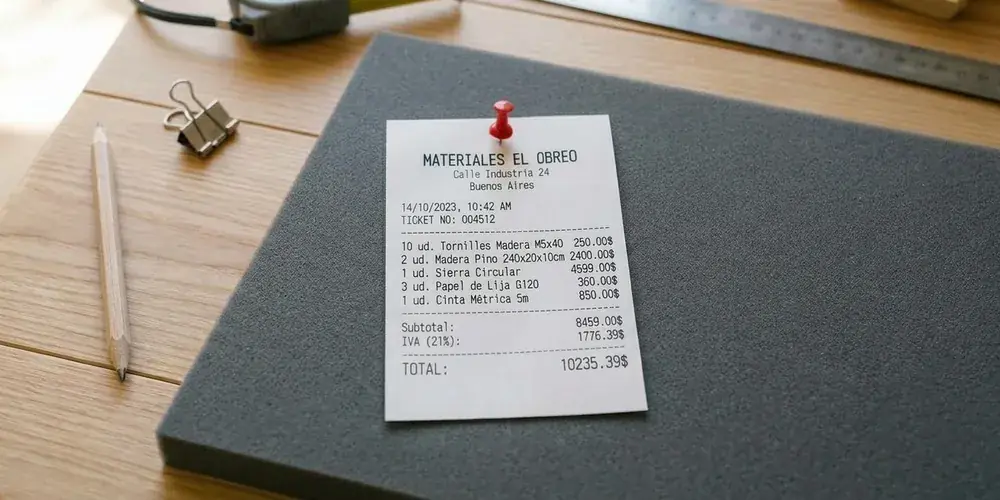 MATERIALES EL OBREO
Calle Industria 24
Buenos Aires
14/10/2023, 10:42 AM
TICKET NO: 004512
10 ud. Tornilles Madera M5x40 250.00$
2 ud. Madera Pino 240x20x10cm 2400.00$
1 ud. Sierra Circular 4599.00$
3 ud. Papel de Lija G120 360.00$
1 ud. Cinta Métrica 5m 850.00$
Subtotal: 8459.00$
IVA (21%): 1776.39$
TOTAL: 10235.39$